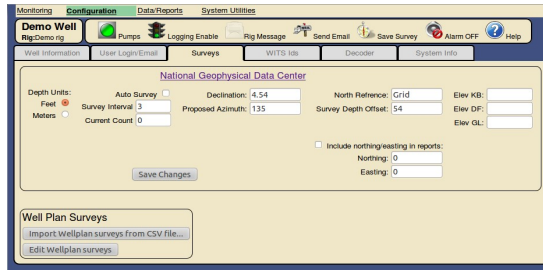 Monitoring Configuration Data/Reports System Utilities
Demo Well
Rig:Demo rig
Pumps Logging Enable Rig Message Send Email Save Survey Alarm OFF Help
Well Information User Login/Email Surveys WITS Ids Decoder System Info
National Geophysical Data Center
Depth Units: Auto Survey Declination: 4.54 North Refrence: Grid Elev KB:
Feet Survey Interval 3 Proposed Azimuth: 135 Survey Depth Offset: 54 Elev DF:
Meters Current Count 0 Elev GL:
Include northing/easting in reports:
Northing: 0
Save Changes Easting: 0
Well Plan Surveys
Import Wellplan surveys from CSV file...
Edit Wellplan surveys